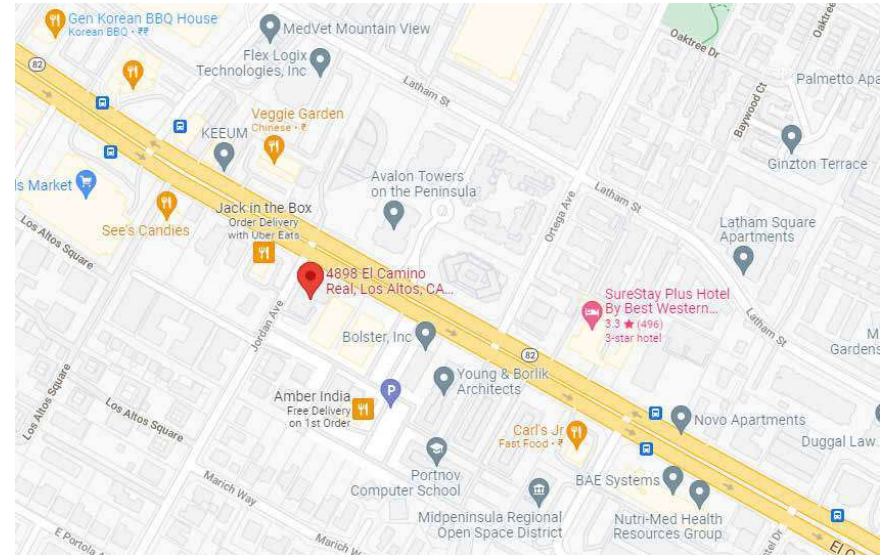 Gen Korean BBQ House
Korean BBQ • ₹₹
MedVet Mountain View
Oaktree Dr
Oaktree
Flex Logix
Technologies, Inc
82
Latham St
Palmetto Apa
Baywood Ct
Veggie Garden
Chinese • ₹
KEEUM
Ginzton Terrace
Avalon Towers
on the Peninsula
ls Market
Latham St
Ortega Ave
Jack in the Box
Order Delivery
with Uber Eats
See's Candies
Los Altos Square
Latham Square
Apartments
4898 El Camino
Real, Los Altos, CA...
SureStay Plus Hotel
By Best Western...
3.3 ★ (496)
3-star hotel
Latham St
Jordan Ave
Bolster, Inc
82
M
Gardens
Los Altos Square
Young & Borlik
Architects
Amber India
Free Delivery
on 1st Order
P
Los Altos Square
Novo Apartments
Carl's Jr
Fast Food • ₹
Duggal Law
Marich Way
Portnov
Computer School
BAE Systems
Midpeninsula Regional
Open Space District
Nutri-Med Health
Resources Group
Marich Way
E Portola
el Dr
El C